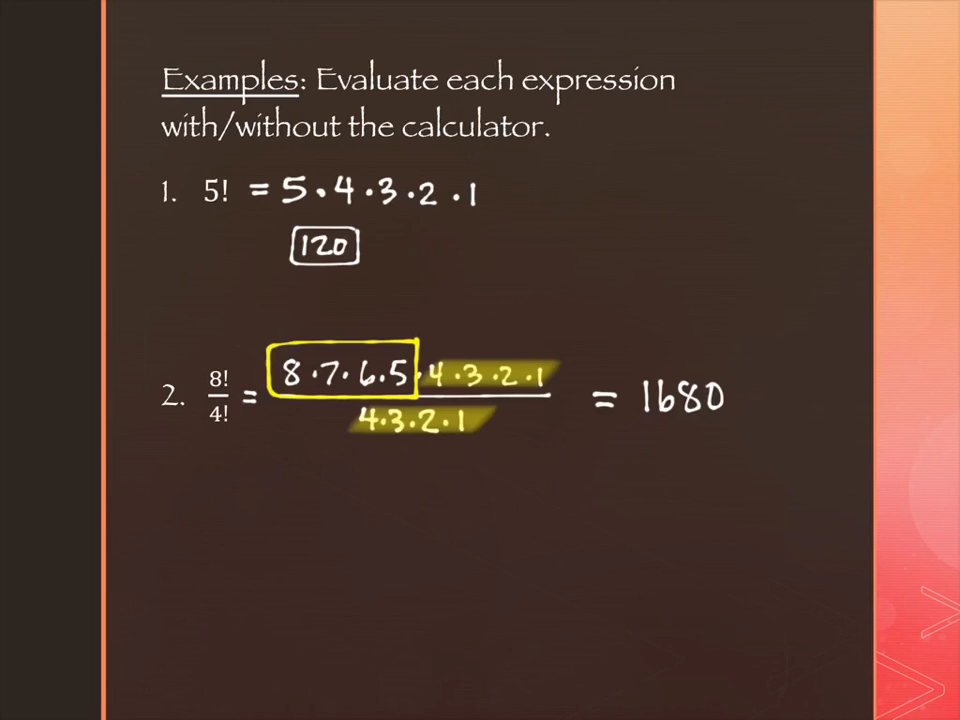 Examples: Evaluate each expression
with/without the calculator.
1. 5! = 5 · 4 · 3 · 2 · 1
120
2. 8!/4! = 8 · 7 · 6 · 5 · 4 · 3 · 2 · 1 / 4 · 3 · 2 · 1 = 1680